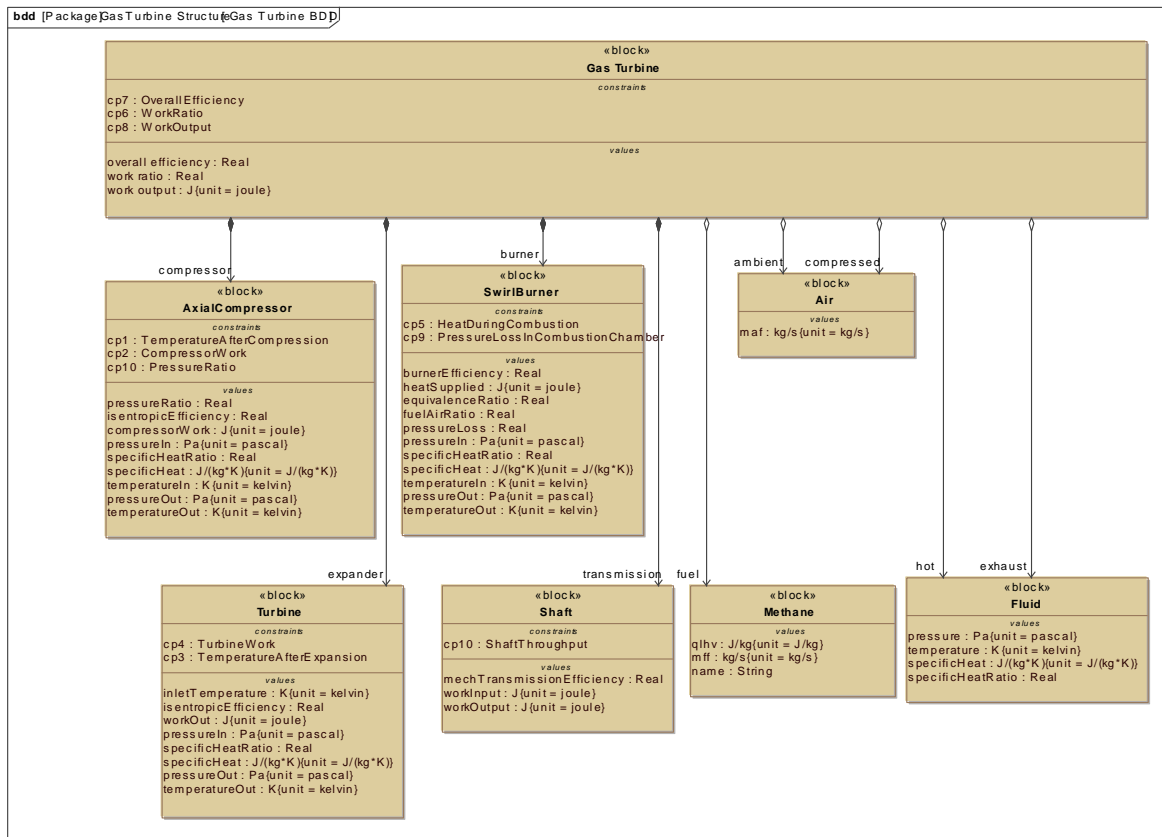 bdd [Package] Gas Turbine Structure[ Gas Turbine BDD ]
«block»
Gas Turbine
constraints
cp7 : OverallEfficiency
cp6 : WorkRatio
cp8 : WorkOutput
values
overall efficiency : Real
work ratio : Real
work output : J{unit = joule}
compressor
burner
ambient
compressed
«block»
AxialCompressor
constraints
cp1 : TemperatureAfterCompression
cp2 : CompressorWork
cp10 : PressureRatio
values
pressureRatio : Real
isentropicEfficiency : Real
compressorWork : J{unit = joule}
pressureIn : Pa{unit = pascal}
specificHeatRatio : Real
specificHeat : J/(kg*K){unit = J/(kg*K)}
temperatureIn : K{unit = kelvin}
pressureOut : Pa{unit = pascal}
temperatureOut : K{unit = kelvin}
«block»
SwirlBurner
constraints
cp5 : HeatDuringCombustion
cp9 : PressureLossInCombustionChamber
values
burnerEfficiency : Real
heatSupplied : J{unit = joule}
equivalenceRatio : Real
fuelAirRatio : Real
pressureLoss : Real
pressureIn : Pa{unit = pascal}
specificHeatRatio : Real
specificHeat : J/(kg*K){unit = J/(kg*K)}
temperatureIn : K{unit = kelvin}
pressureOut : Pa{unit = pascal}
temperatureOut : K{unit = kelvin}
«block»
Air
values
maf : kg/s{unit = kg/s}
expander
transmission
fuel
hot
exhaust
«block»
Turbine
constraints
cp4 : TurbineWork
cp3 : TemperatureAfterExpansion
values
inletTemperature : K{unit = kelvin}
isentropicEfficiency : Real
workOut : J{unit = joule}
pressureIn : Pa{unit = pascal}
specificHeatRatio : Real
specificHeat : J/(kg*K){unit = J/(kg*K)}
pressureOut : Pa{unit = pascal}
temperatureOut : K{unit = kelvin}
«block»
Shaft
constraints
cp10 : ShaftThroughput
values
mechTransmissionEfficiency : Real
workInput : J{unit = joule}
workOutput : J{unit = joule}
«block»
Methane
values
qlhv : J/kg{unit = J/kg}
mff : kg/s{unit = kg/s}
name : String
«block»
Fluid
values
pressure : Pa{unit = pascal}
temperature : K{unit = kelvin}
specificHeat : J/(kg*K){unit = J/(kg*K)}
specificHeatRatio : Real